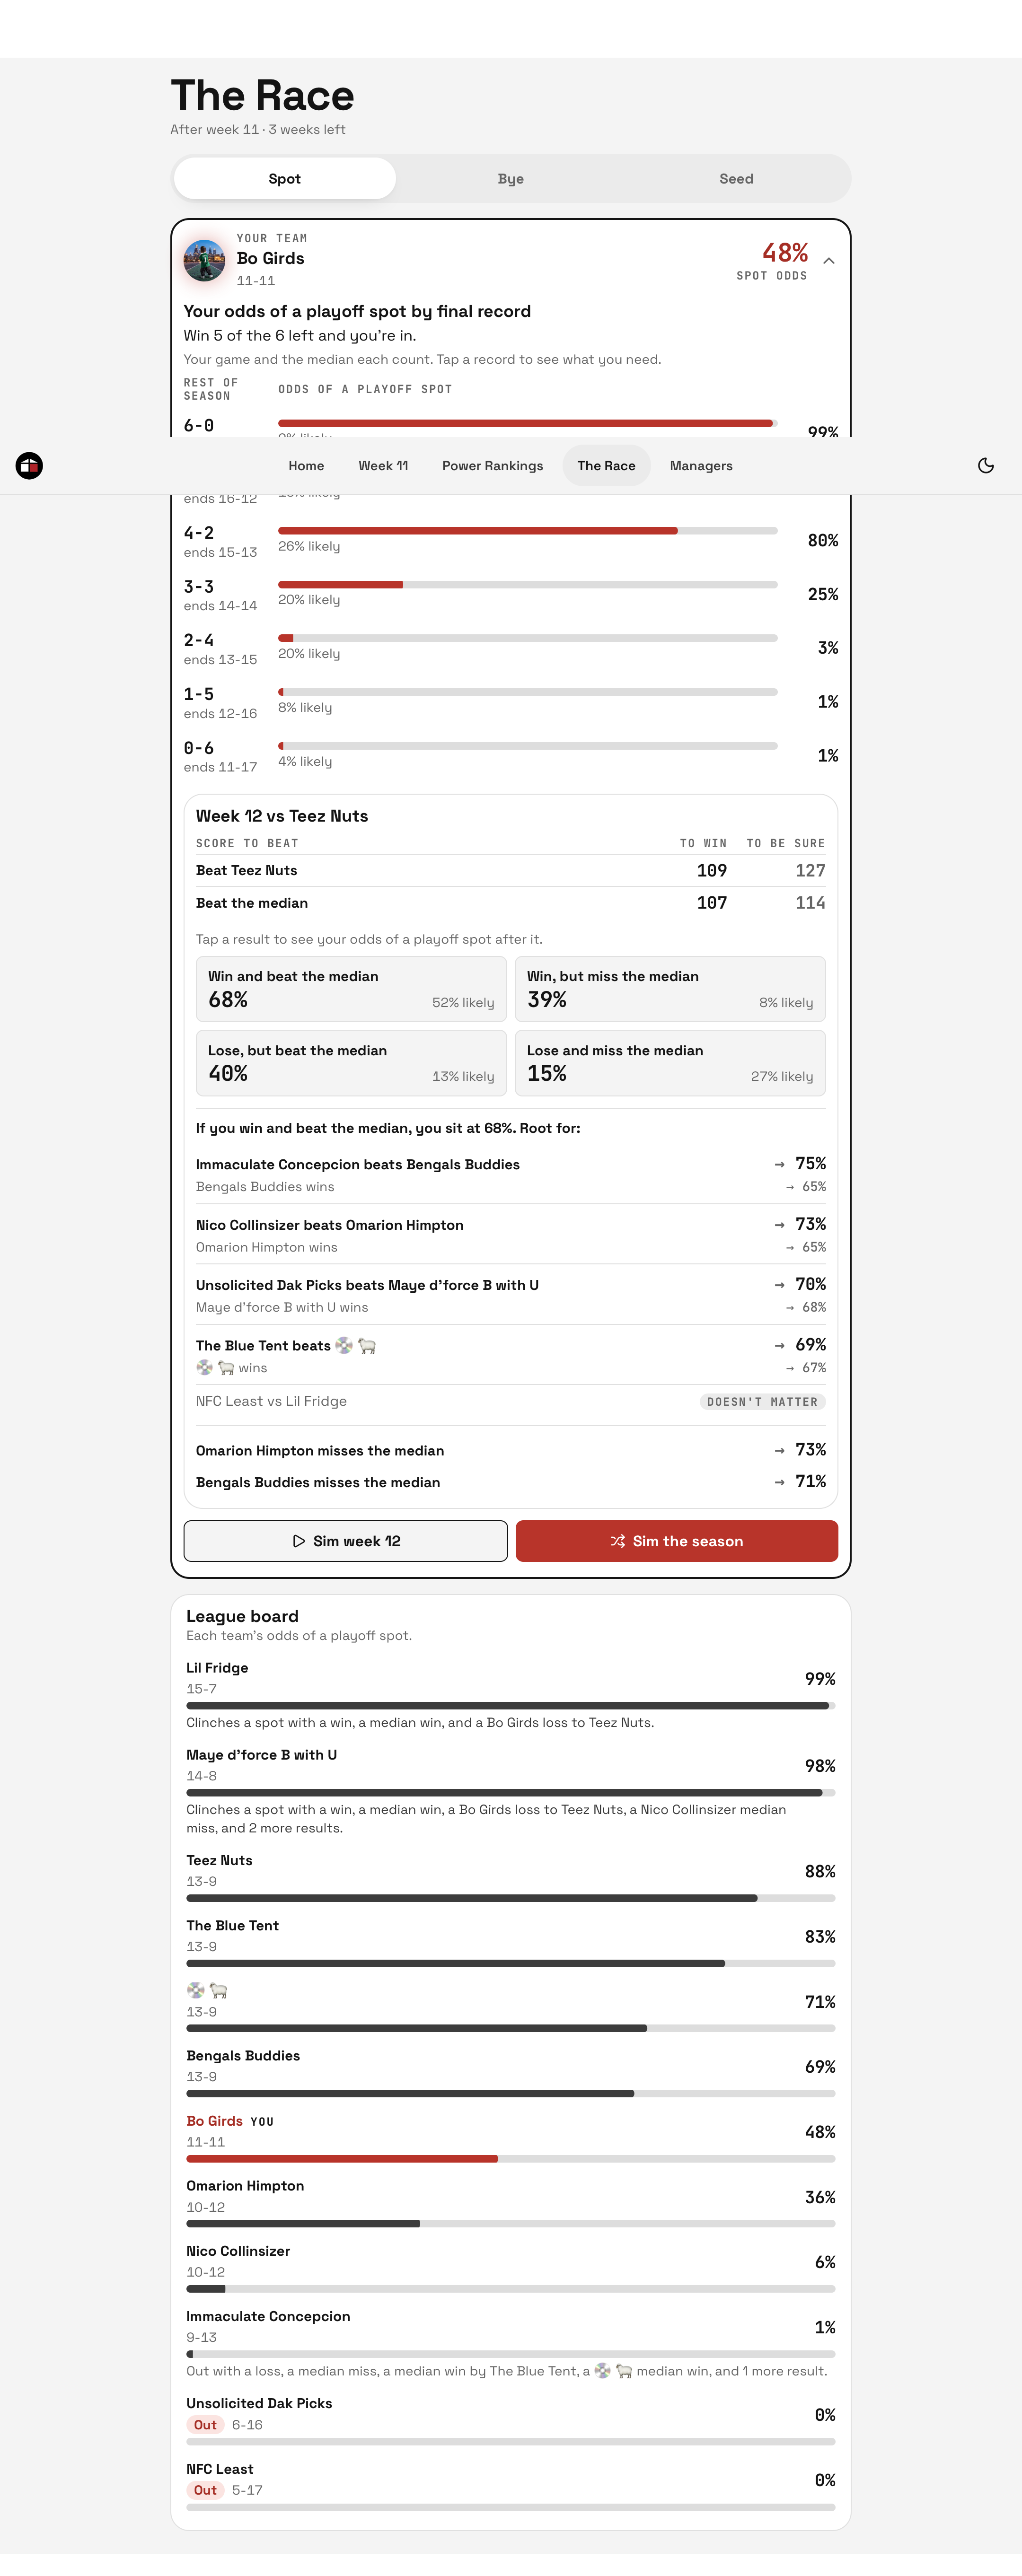 The Race
After week 11 · 3 weeks left
Spot
Bye
Seed
YOUR TEAM
Bo Girds
11-11
48%
SPOT ODDS
Your odds of a playoff spot by final record
Win 5 of the 6 left and you're in.
Your game and the median each count. Tap a record to see what you need.
REST OF SEASON
ODDS OF A PLAYOFF SPOT
6-0
99%
Home
Week 11
Power Rankings
The Race
Managers
ends 16-12
4-2
ends 15-13
26% likely
80%
3-3
ends 14-14
20% likely
25%
2-4
ends 13-15
20% likely
3%
1-5
ends 12-16
8% likely
1%
0-6
ends 11-17
4% likely
1%
Week 12 vs Teez Nuts
SCORE TO BEAT
TO WIN
TO BE SURE
Beat Teez Nuts
109
127
Beat the median
107
114
Tap a result to see your odds of a playoff spot after it.
Win and beat the median
68%
52% likely
Win, but miss the median
39%
8% likely
Lose, but beat the median
40%
13% likely
Lose and miss the median
15%
27% likely
If you win and beat the median, you sit at 68%. Root for:
Immaculate Concepcion beats Bengals Buddies
→ 75%
Bengals Buddies wins
→ 65%
Nico Collinsizer beats Omarion Himpton
→ 73%
Omarion Himpton wins
→ 65%
Unsolicited Dak Picks beats Maye d'force B with U
→ 70%
Maye d'force B with U wins
→ 68%
The Blue Tent beats 💿 🐑
→ 69%
💿 🐑 wins
→ 67%
NFC Least vs Lil Fridge
DOESN'T MATTER
Omarion Himpton misses the median
→ 73%
Bengals Buddies misses the median
→ 71%
Sim week 12
Sim the season
League board
Each team's odds of a playoff spot.
Lil Fridge
15-7
99%
Clinches a spot with a win, a median win, and a Bo Girds loss to Teez Nuts.
Maye d'force B with U
14-8
98%
Clinches a spot with a win, a median win, a Bo Girds loss to Teez Nuts, a Nico Collinsizer median
miss, and 2 more results.
Teez Nuts
13-9
88%
The Blue Tent
13-9
83%
💿 🐑
13-9
71%
Bengals Buddies
13-9
69%
Bo Girds YOU
11-11
48%
Omarion Himpton
10-12
36%
Nico Collinsizer
10-12
6%
Immaculate Concepcion
9-13
1%
Out with a loss, a median miss, a median win by The Blue Tent, a 💿 🐑 median win, and 1 more result.
Unsolicited Dak Picks
Out 6-16
0%
NFC Least
Out 5-17
0%